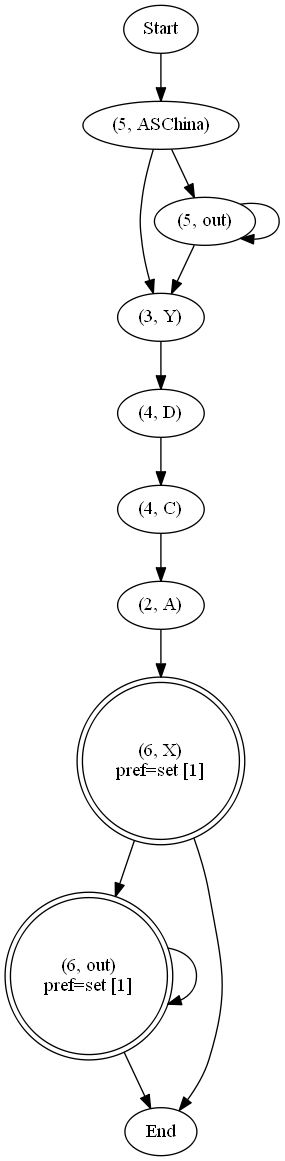 Start
(5, ASChina)
(5, out)
(3, Y)
(4, D)
(4, C)
(2, A)
(6, X)
pref=set [1]
(6, out)
pref=set [1]
End